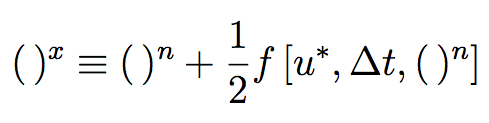 ( )^x ≡ ( )^n + \frac{1}{2} f [u^*, Δt, ( )^n]